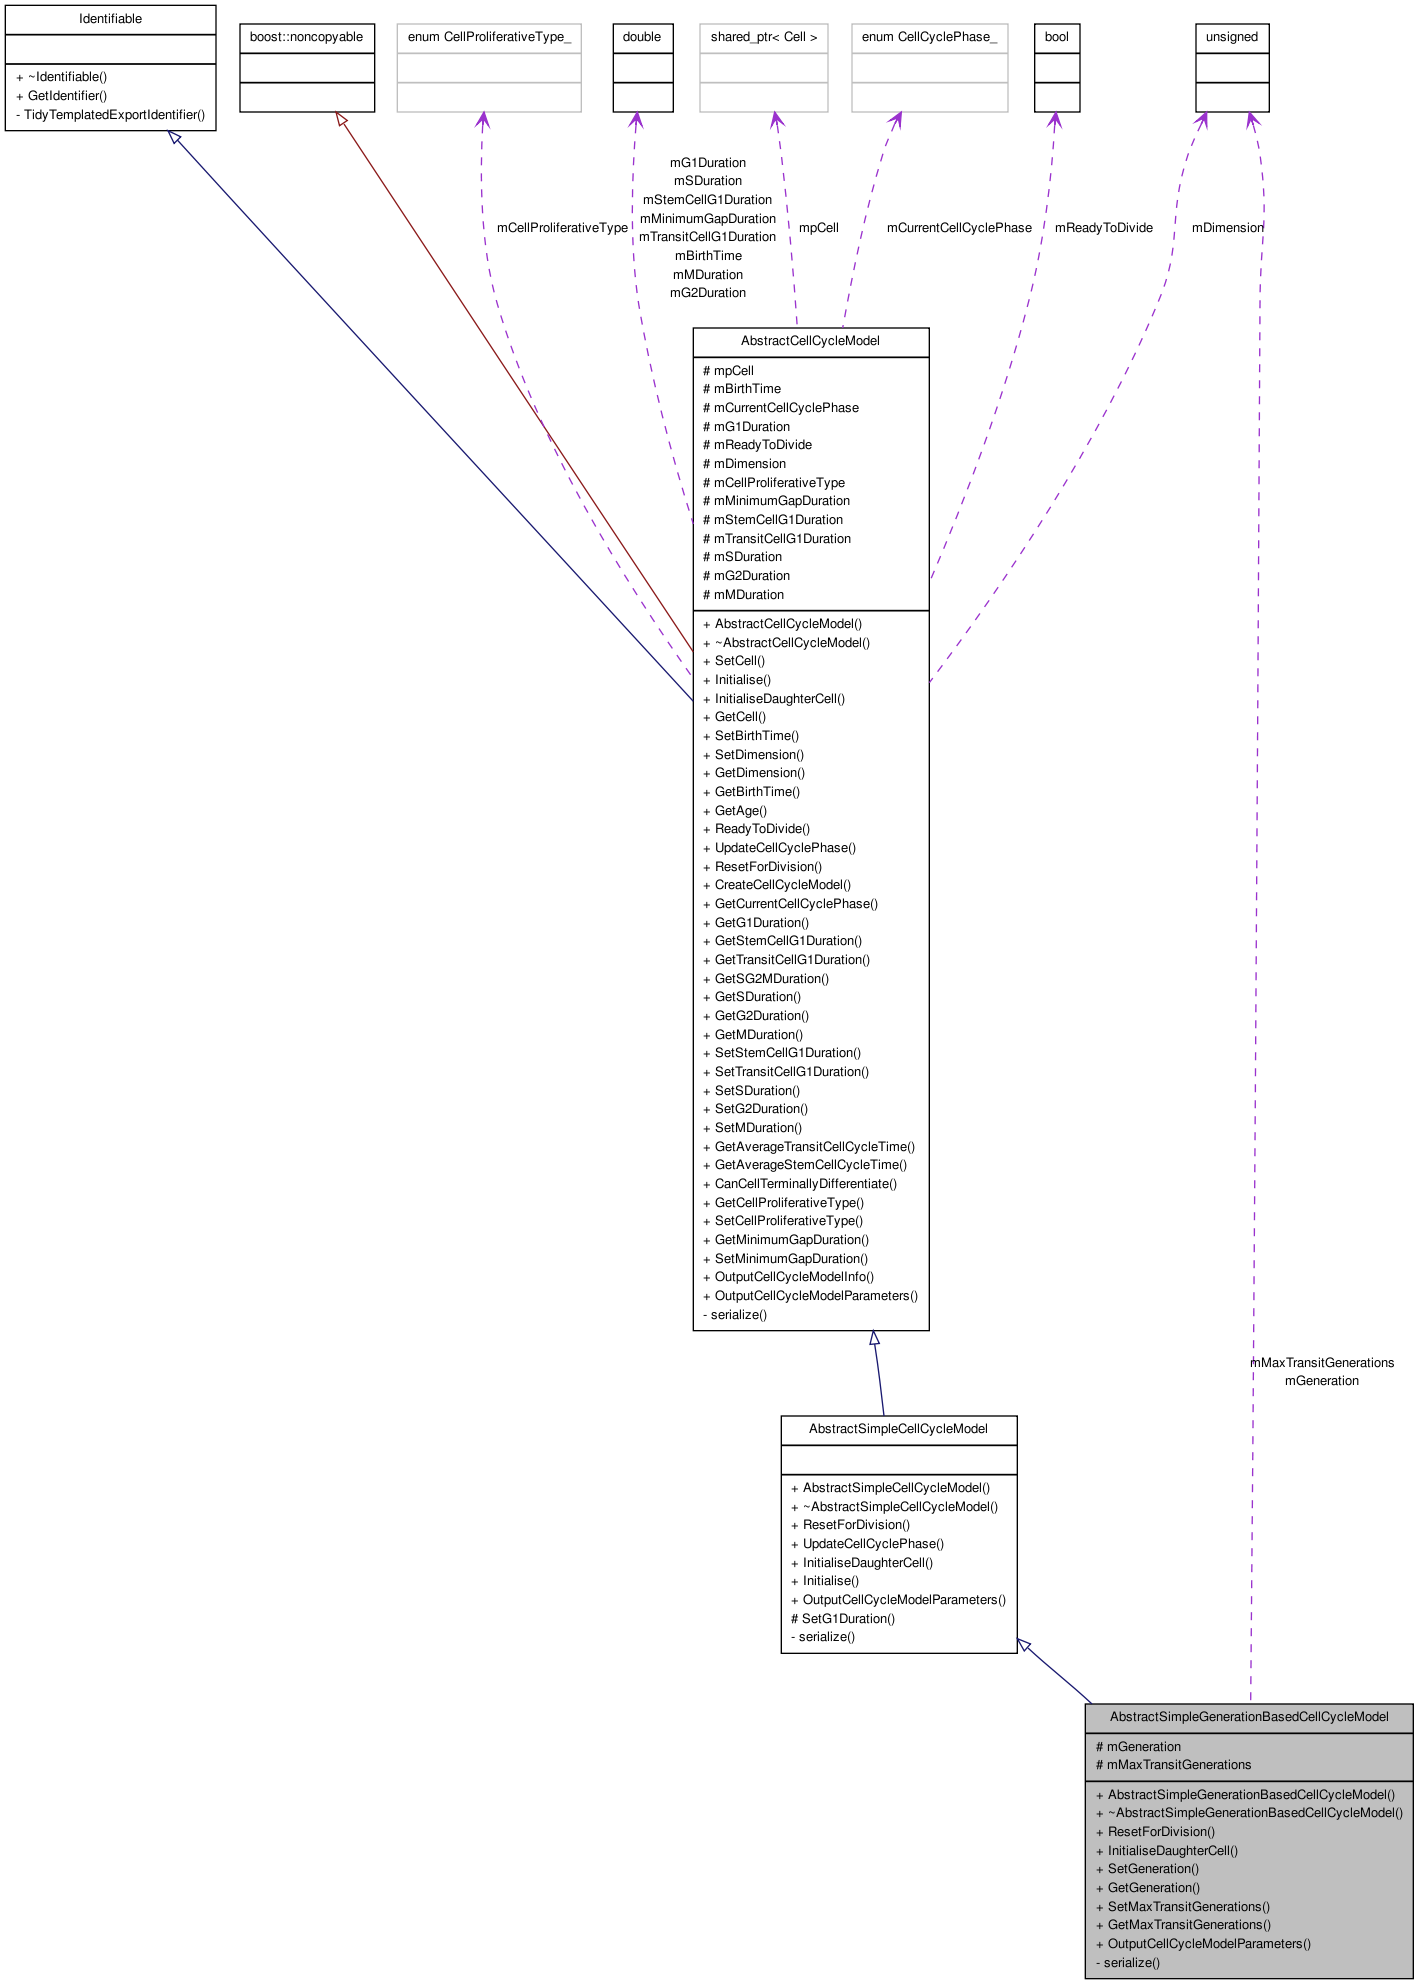 Identifiable
+ ~Identifiable()
+ GetIdentifier()
- TidyTemplatedExportIdentifier()
boost::noncopyable
enum CellProliferativeType_
double
shared_ptr< Cell >
enum CellCyclePhase_
bool
unsigned
mCellProliferativeType
mG1Duration
mSDuration
mStemCellG1Duration
mMinimumGapDuration
mTransitCellG1Duration
mBirthTime
mMDuration
mG2Duration
mpCell
mCurrentCellCyclePhase
mReadyToDivide
mDimension
AbstractCellCycleModel
# mpCell
# mBirthTime
# mCurrentCellCyclePhase
# mG1Duration
# mReadyToDivide
# mDimension
# mCellProliferativeType
# mMinimumGapDuration
# mStemCellG1Duration
# mTransitCellG1Duration
# mSDuration
# mG2Duration
# mMDuration
+ AbstractCellCycleModel()
+ ~AbstractCellCycleModel()
+ SetCell()
+ Initialise()
+ InitialiseDaughterCell()
+ GetCell()
+ SetBirthTime()
+ SetDimension()
+ GetDimension()
+ GetBirthTime()
+ GetAge()
+ ReadyToDivide()
+ UpdateCellCyclePhase()
+ ResetForDivision()
+ CreateCellCycleModel()
+ GetCurrentCellCyclePhase()
+ GetG1Duration()
+ GetStemCellG1Duration()
+ GetTransitCellG1Duration()
+ GetSG2MDuration()
+ GetSDuration()
+ GetG2Duration()
+ GetMDuration()
+ SetStemCellG1Duration()
+ SetTransitCellG1Duration()
+ SetSDuration()
+ SetG2Duration()
+ SetMDuration()
+ GetAverageTransitCellCycleTime()
+ GetAverageStemCellCycleTime()
+ CanCellTerminallyDifferentiate()
+ GetCellProliferativeType()
+ SetCellProliferativeType()
+ GetMinimumGapDuration()
+ SetMinimumGapDuration()
+ OutputCellCycleModelInfo()
+ OutputCellCycleModelParameters()
- serialize()
mMaxTransitGenerations
mGeneration
AbstractSimpleCellCycleModel
+ AbstractSimpleCellCycleModel()
+ ~AbstractSimpleCellCycleModel()
+ ResetForDivision()
+ UpdateCellCyclePhase()
+ InitialiseDaughterCell()
+ Initialise()
+ OutputCellCycleModelParameters()
# SetG1Duration()
- serialize()
AbstractSimpleGenerationBasedCellCycleModel
# mGeneration
# mMaxTransitGenerations
+ AbstractSimpleGenerationBasedCellCycleModel()
+ ~AbstractSimpleGenerationBasedCellCycleModel()
+ ResetForDivision()
+ InitialiseDaughterCell()
+ SetGeneration()
+ GetGeneration()
+ SetMaxTransitGenerations()
+ GetMaxTransitGenerations()
+ OutputCellCycleModelParameters()
- serialize()